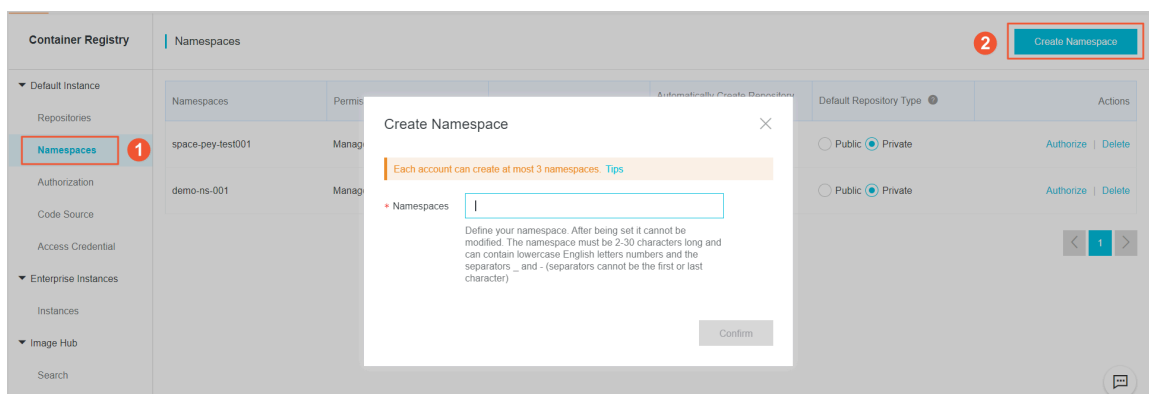 Container Registry
Namespaces
2
Create Namespace
Default Instance
Repositories
Namespaces
1
Authorization
Code Source
Access Credential
Enterprise Instances
Instances
Image Hub
Search
Namespaces
Permis
Automatically Create Repository
Default Repository Type
Actions
space-pey-test001
Manag
Public Private
Authorize | Delete
demo-ns-001
Manag
Public Private
Authorize | Delete
< 1 >
Create Namespace
Each account can create at most 3 namespaces. Tips
* Namespaces
Define your namespace. After being set it cannot be
modified. The namespace must be 2-30 characters long and
can contain lowercase English letters numbers and the
separators _ and - (separators cannot be the first or last
character)
Confirm